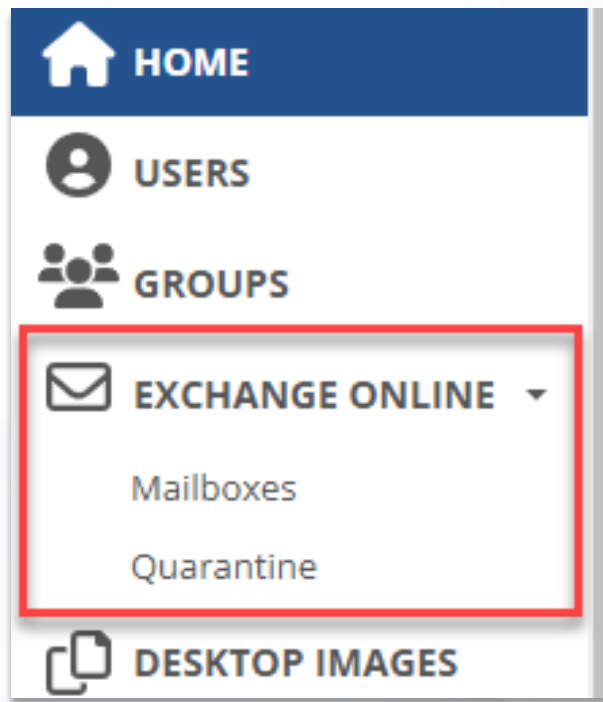 HOME
USERS
GROUPS
EXCHANGE ONLINE
Mailboxes
Quarantine
DESKTOP IMAGES